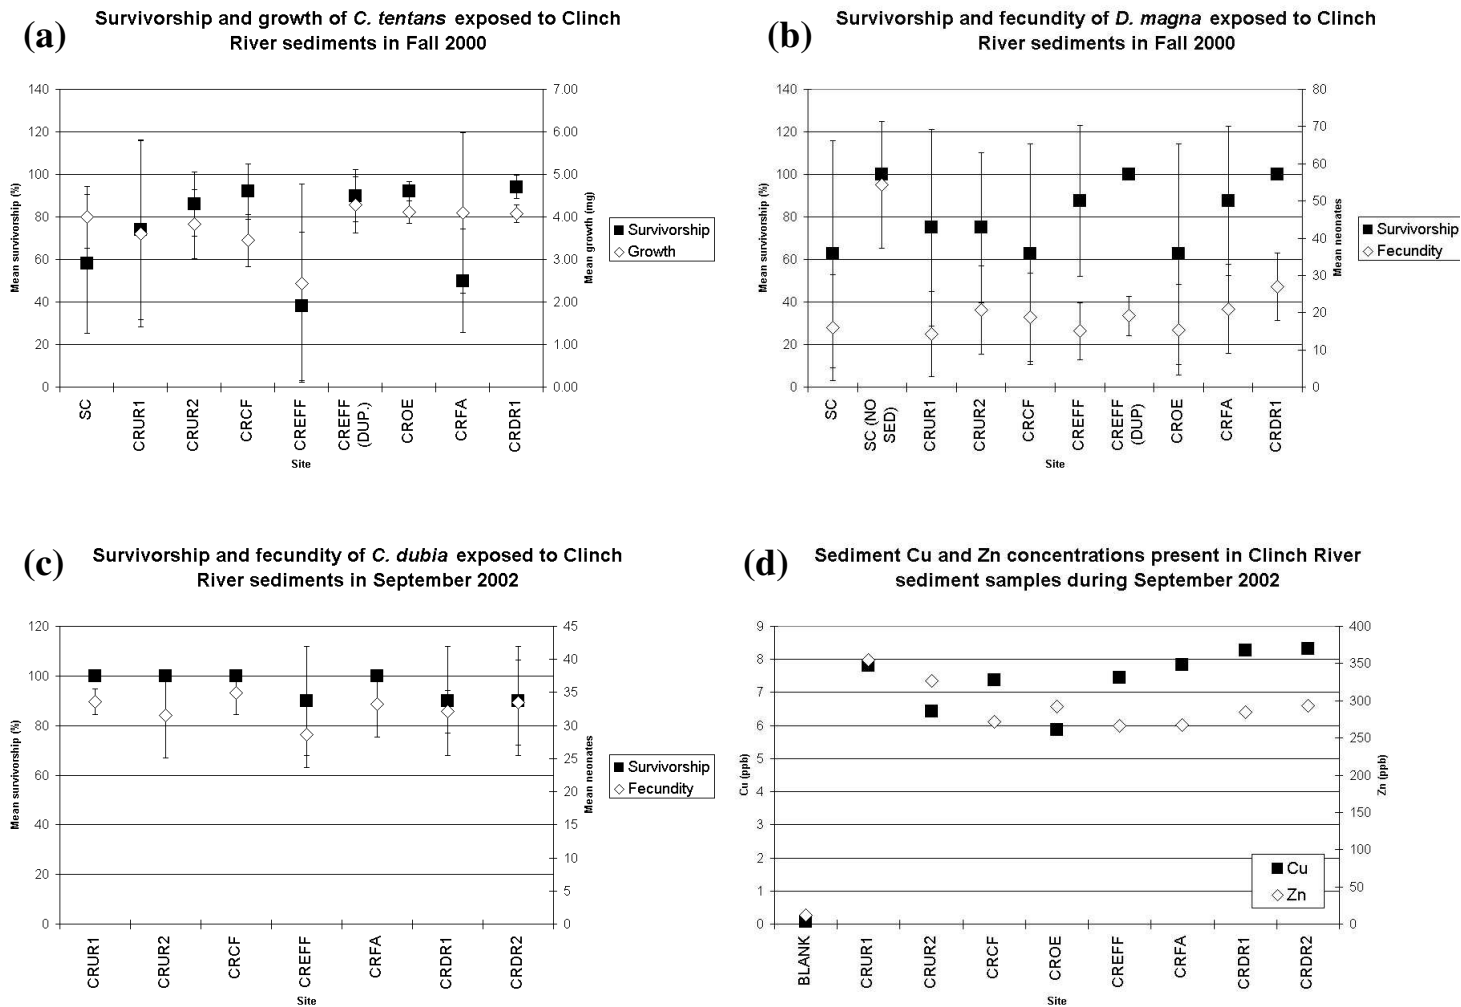 (a)
Survivorship and growth of C. tentans exposed to Clinch
River sediments in Fall 2000
140
120
100
80
60
40
20
0
Mean survivorship (%)
7.00
6.00
5.00
4.00
3.00
2.00
1.00
0.00
Mean growth (mg)
SC
CRUR1
CRUR2
CRCF
CREFF
CREFF
(DUP.)
CROE
CRFA
CRDR1
Site
Survivorship
Growth
(b)
Survivorship and fecundity of D. magna exposed to Clinch
River sediments in Fall 2000
140
120
100
80
60
40
20
0
Mean survivorship (%)
80
70
60
50
40
30
20
10
0
Mean neonates
SC
SC (NO
SED)
CRUR1
CRUR2
CRCF
CREFF
CREFF
(DUP)
CROE
CRFA
CRDR1
Site
Survivorship
Fecundity
(c)
Survivorship and fecundity of C. dubia exposed to Clinch
River sediments in September 2002
120
100
80
60
40
20
0
Mean survivorship (%)
45
40
35
30
25
20
15
10
5
0
Mean neonates
CRUR1
CRUR2
CRCF
CREFF
CRFA
CRDR1
CRDR2
Site
Survivorship
Fecundity
(d)
Sediment Cu and Zn concentrations present in Clinch River
sediment samples during September 2002
9
8
7
6
5
4
3
2
1
0
Cu (ppb)
400
350
300
250
200
150
100
50
0
Zn (ppb)
BLANK
CRUR1
CRUR2
CRCF
CROE
CREFF
CRFA
CRDR1
CRDR2
Site
Cu
Zn